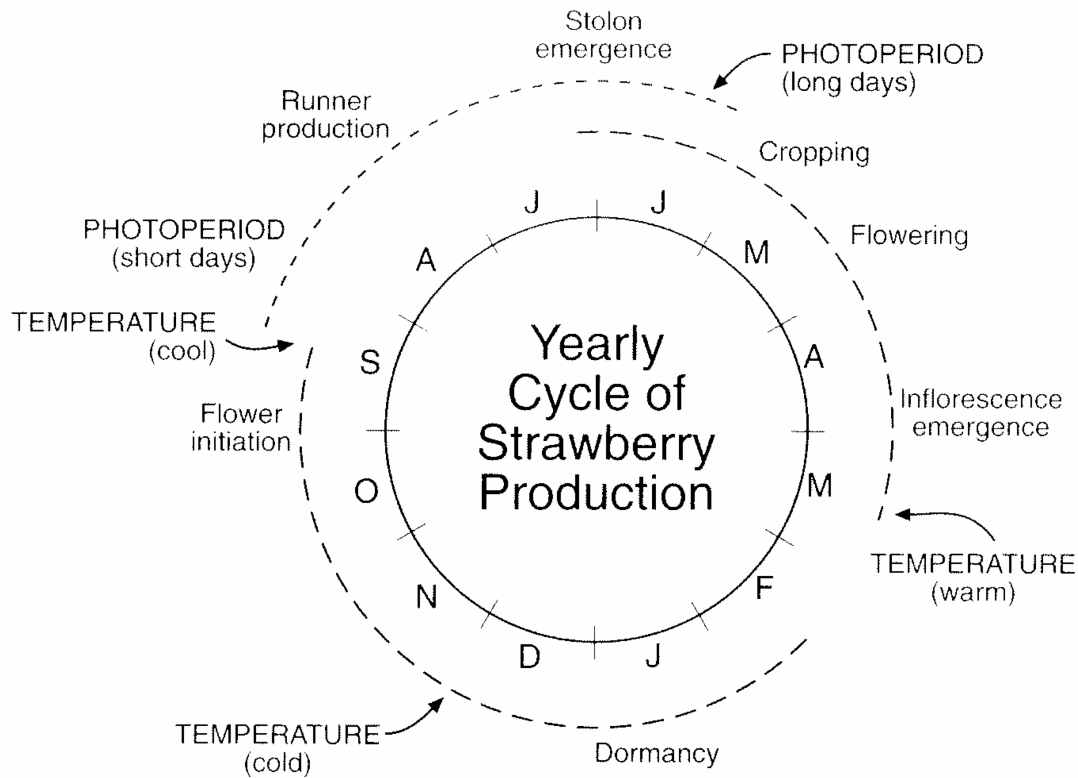 Stolon
emergence
PHOTOPERIOD
(long days)
Runner
production
Cropping
J
J
PHOTOPERIOD
(short days)
A
M
Flowering
TEMPERATURE
(cool)
S
A
Yearly
Cycle of
Strawberry
Production
Flower
initiation
Inflorescence
emergence
O
M
TEMPERATURE
(warm)
N
F
D
J
TEMPERATURE
(cold)
Dormancy